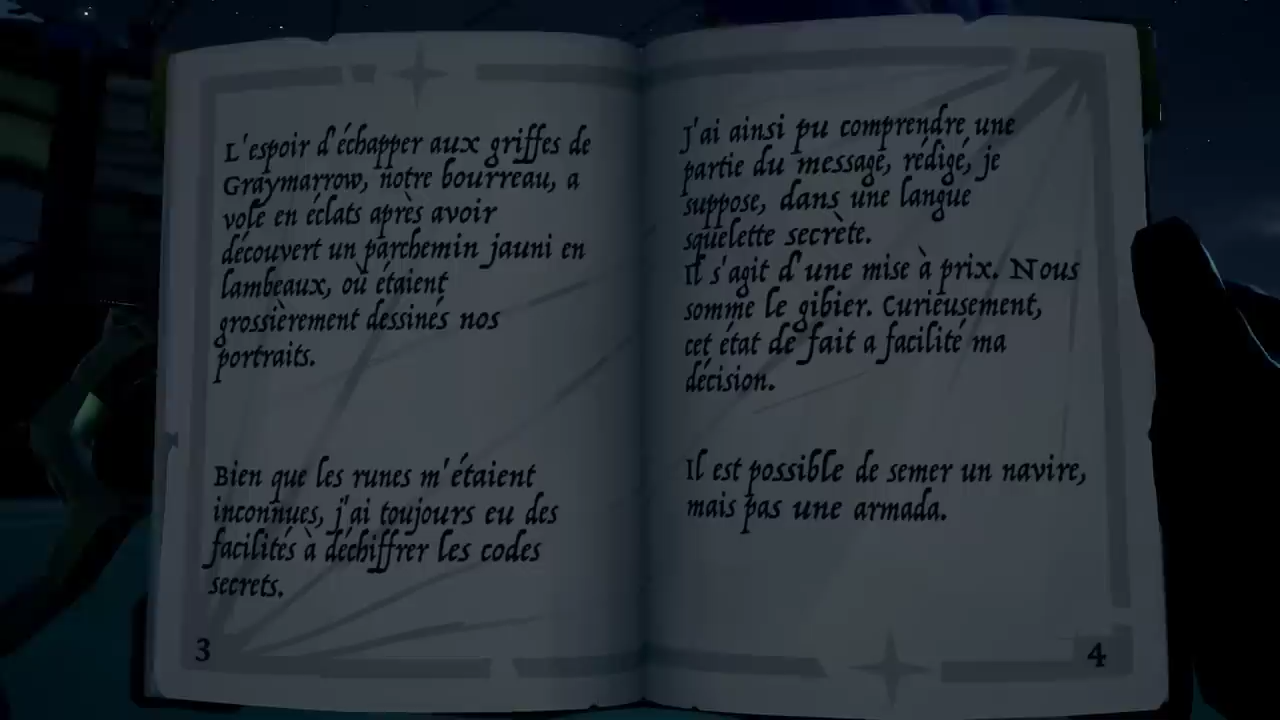 L'espoir d'échapper aux griffes de
Graymarrow, notre bourreau, a
volé en éclats après avoir
découvert un parchemin jauni en
lambeaux, où étaient
grossièrement dessinés nos
portraits.
Bien que les runes m'étaient
inconnues, j'ai toujours eu des
facilités à déchiffrer les codes
secrets.
3
J'ai ainsi pu comprendre une
partie du message, rédigé, je
suppose, dans une langue
squelette secrète.
Il s'agit d'une mise à prix. Nous
somme le gibier. Curieusement,
cet état de fait a facilité ma
décision.
Il est possible de semer un navire,
mais pas une armada.
4